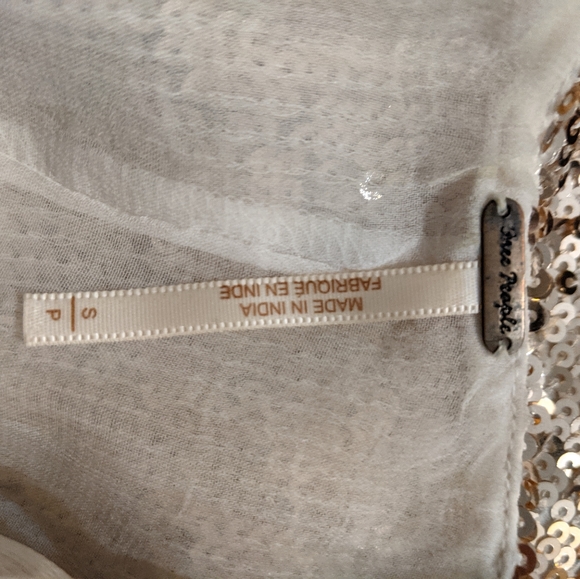 Free People
MADE IN INDIA
FABRIQUE EN INDE
S
P